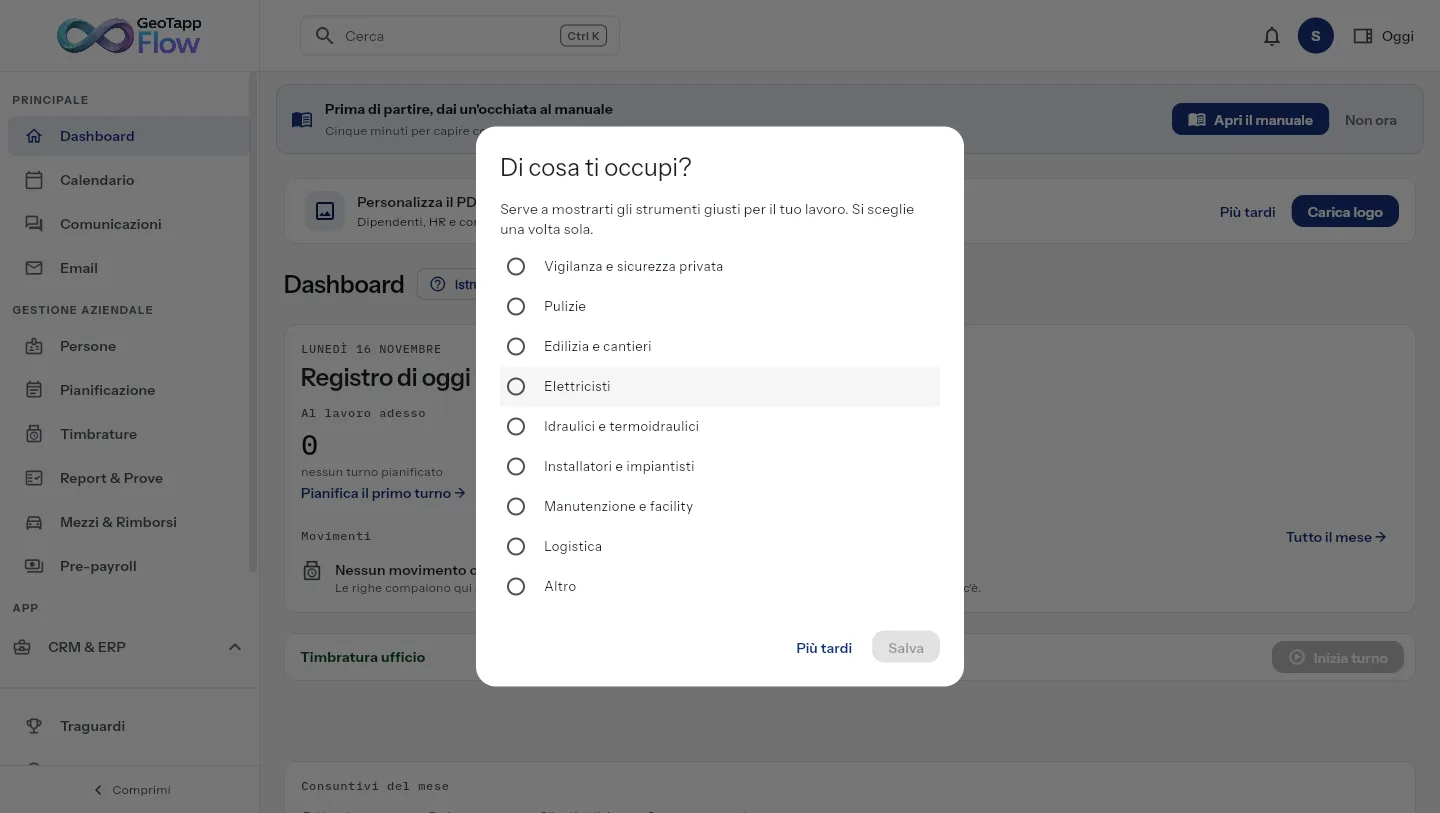 GeoTapp
Flow
Cerca
Ctrl K
S
Oggi
PRINCIPALE
Dashboard
Calendario
Comunicazioni
Email
GESTIONE AZIENDALE
Persone
Pianificazione
Timbrature
Report & Prove
Mezzi & Rimborsi
Pre-payroll
APP
CRM & ERP
Traguardi
Comprimi
Prima di partire, dai un'occhiata al manuale
Cinque minuti per capire
Apri il manuale
Non ora
Personalizza il PD
Dipendenti, HR e
Più tardi
Carica logo
Dashboard
LUNEDÌ 16 NOVEMBRE
Registro di oggi
Al lavoro adesso
0
nessun turno pianificato
Pianifica il primo turno →
Movimenti
Tutto il mese →
Nessun movimento
Le righe compaiono qui
c'è.
Timbratura ufficio
Inizia turno
Consuntivi del mese
Di cosa ti occupi?
Serve a mostrarti gli strumenti giusti per il tuo lavoro. Si sceglie
una volta sola.
Vigilanza e sicurezza privata
Pulizie
Edilizia e cantieri
Elettricisti
Idraulici e termoidraulici
Installatori e impiantisti
Manutenzione e facility
Logistica
Altro
Più tardi
Salva